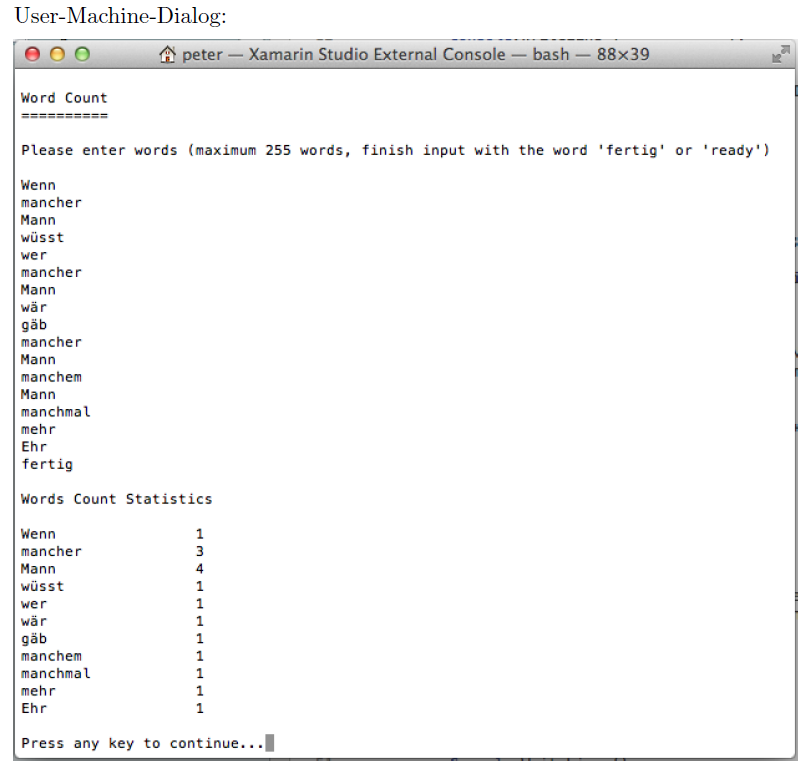 User-Machine-Dialog:
peter — Xamarin Studio External Console — bash — 88×39
Word Count
==========
Please enter words (maximum 255 words, finish input with the word 'fertig' or 'ready')
Wenn
mancher
Mann
wüsst
wer
mancher
Mann
wär
gäb
mancher
Mann
manchem
Mann
manchmal
mehr
Ehr
fertig
Words Count Statistics
Wenn 1
mancher 3
Mann 4
wüsst 1
wer 1
wär 1
gäb 1
manchem 1
manchmal 1
mehr 1
Ehr 1
Press any key to continue...